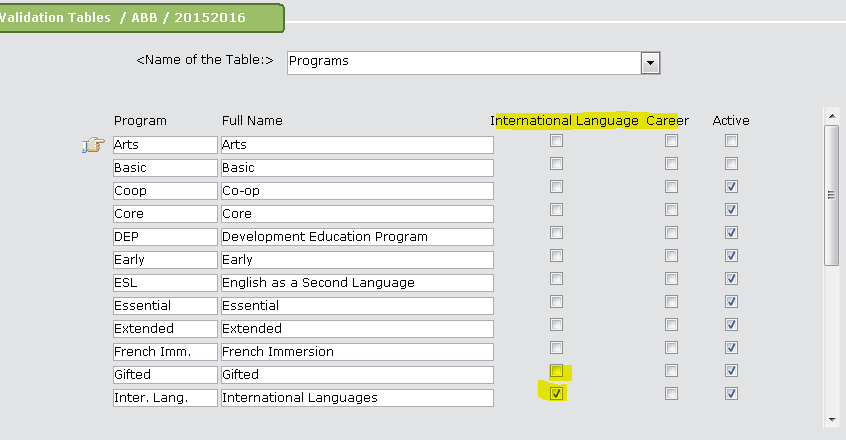 Validation Tables / ABB / 20152016
<Name of the Table:> Programs
Program Full Name International Language Career Active
Arts Arts
Basic Basic
Coop Co-op
Core Core
DEP Development Education Program
Early Early
ESL English as a Second Language
Essential Essential
Extended Extended
French Imm. French Immersion
Gifted Gifted
Inter. Lang. International Languages